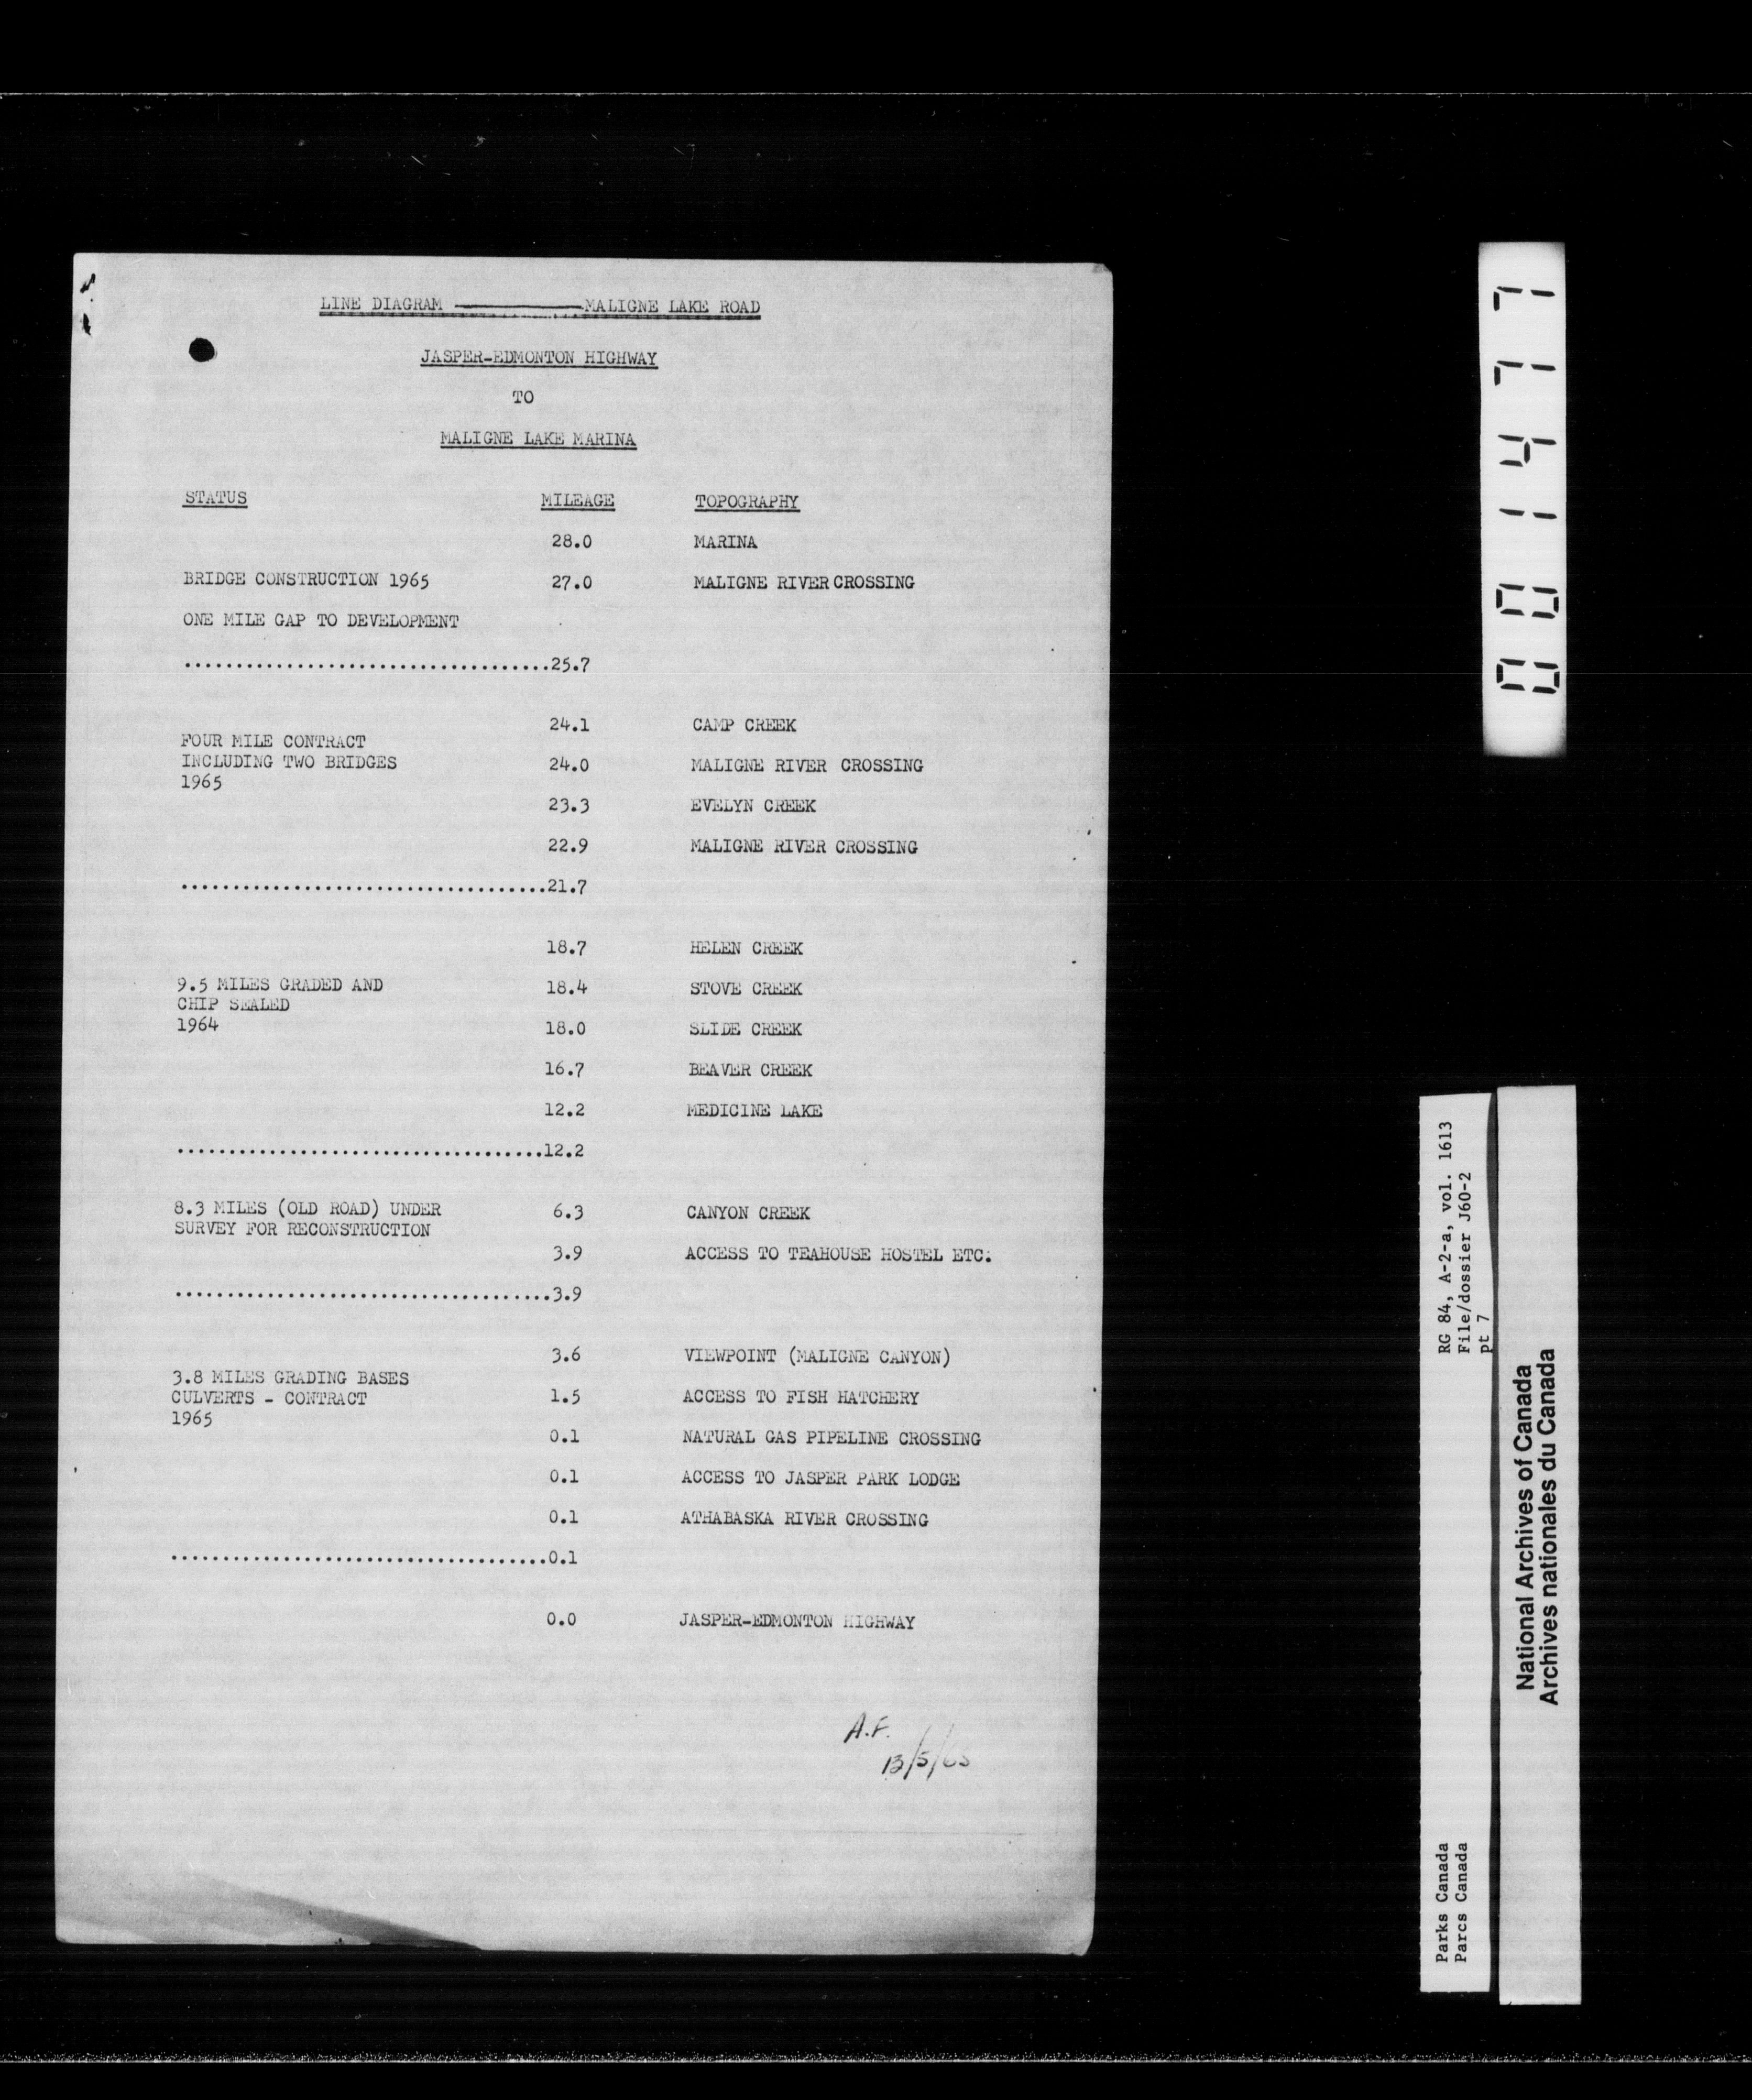 LINE DIAGRAM ————MALIGNE LAKE ROAD
JASPER-EDMONTON HIGHWAY
TO
MALIGNE LAKE MARINA
STATUS MILEAGE TOPOGRAPHY
28.0 MARINA
BRIDGE CONSTRUCTION 1965 27.0 MALIGNE RIVER CROSSING
ONE MILE GAP TO DEVELOPMENT
....................................25.7
24.1 CAMP CREEK
FOUR MILE CONTRACT
INCLUDING TWO BRIDGES 24.0 MALIGNE RIVER CROSSING
1965
23.3 EVELYN CREEK
22.9 MALIGNE RIVER CROSSING
....................................21.7
18.7 HELEN CREEK
9.5 MILES GRADED AND 18.4 STOVE CREEK
CHIP SEALED
1964 18.0 SLIDE CREEK
16.7 BEAVER CREEK
12.2 MEDICINE LAKE
....................................12.2
8.3 MILES (OLD ROAD) UNDER 6.3 CANYON CREEK
SURVEY FOR RECONSTRUCTION
3.9 ACCESS TO TEAHOUSE HOSTEL ETC.
.....................................3.9
3.6 VIEWPOINT (MALIGNE CANYON)
3.8 MILES GRADING BASES
CULVERTS - CONTRACT 1.5 ACCESS TO FISH HATCHERY
1965
0.1 NATURAL GAS PIPELINE CROSSING
0.1 ACCESS TO JASPER PARK LODGE
0.1 ATHABASKA RIVER CROSSING
.....................................0.1
0.0 JASPER-EDMONTON HIGHWAY
A.F.
13/5/65
001477
RG 84, A-2-a, vol. 1613
File/dossier J60-2
pt 7
Parks Canada
Parcs Canada
National Archives of Canada
Archives nationales du Canada